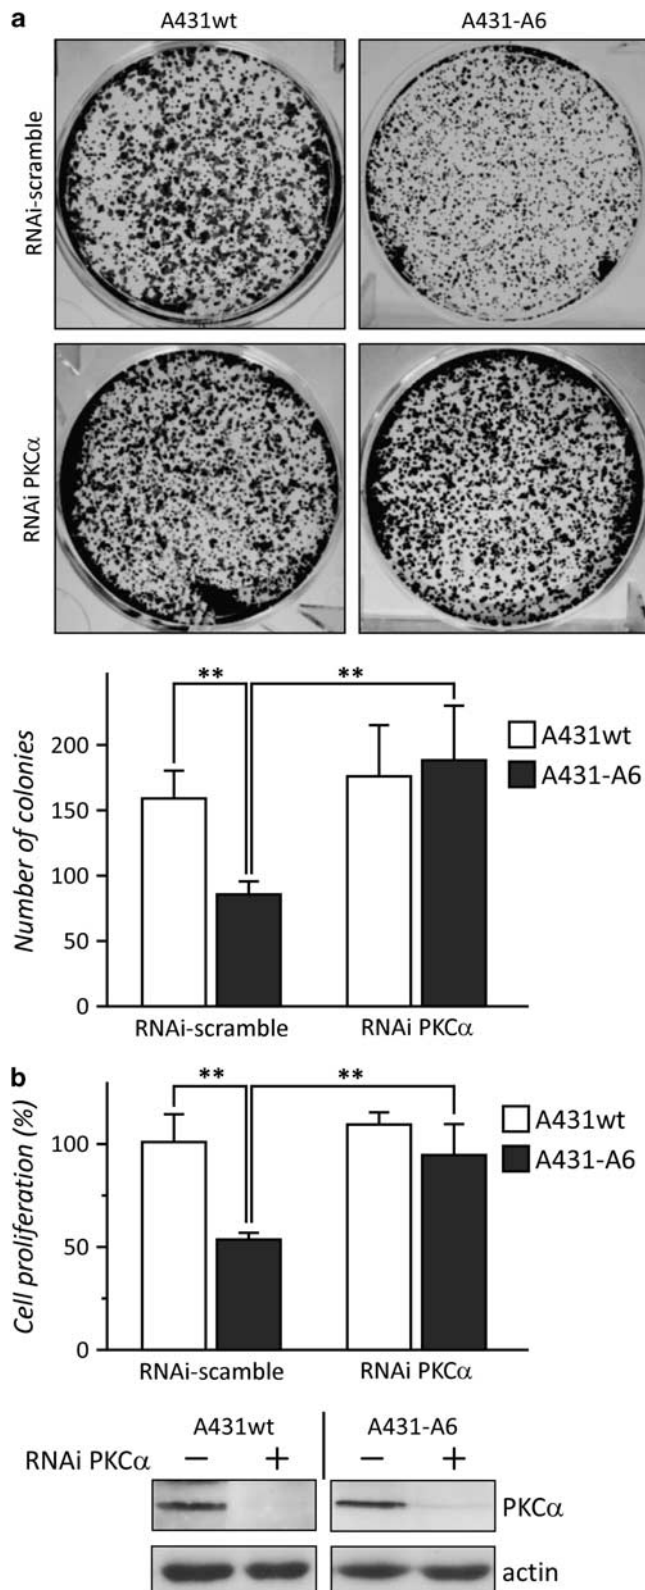 a
A431wt A431-A6
RNAi-scramble
RNAi PKCα
** **
Number of colonies
200
150
100
50
0
A431wt
A431-A6
RNAi-scramble RNAi PKCα
b
** **
Cell proliferation (%)
100
50
0
A431wt
A431-A6
RNAi-scamble RNAi PKCα
A431wt A431-A6
RNAi PKCα − + − +
PKCα
actin